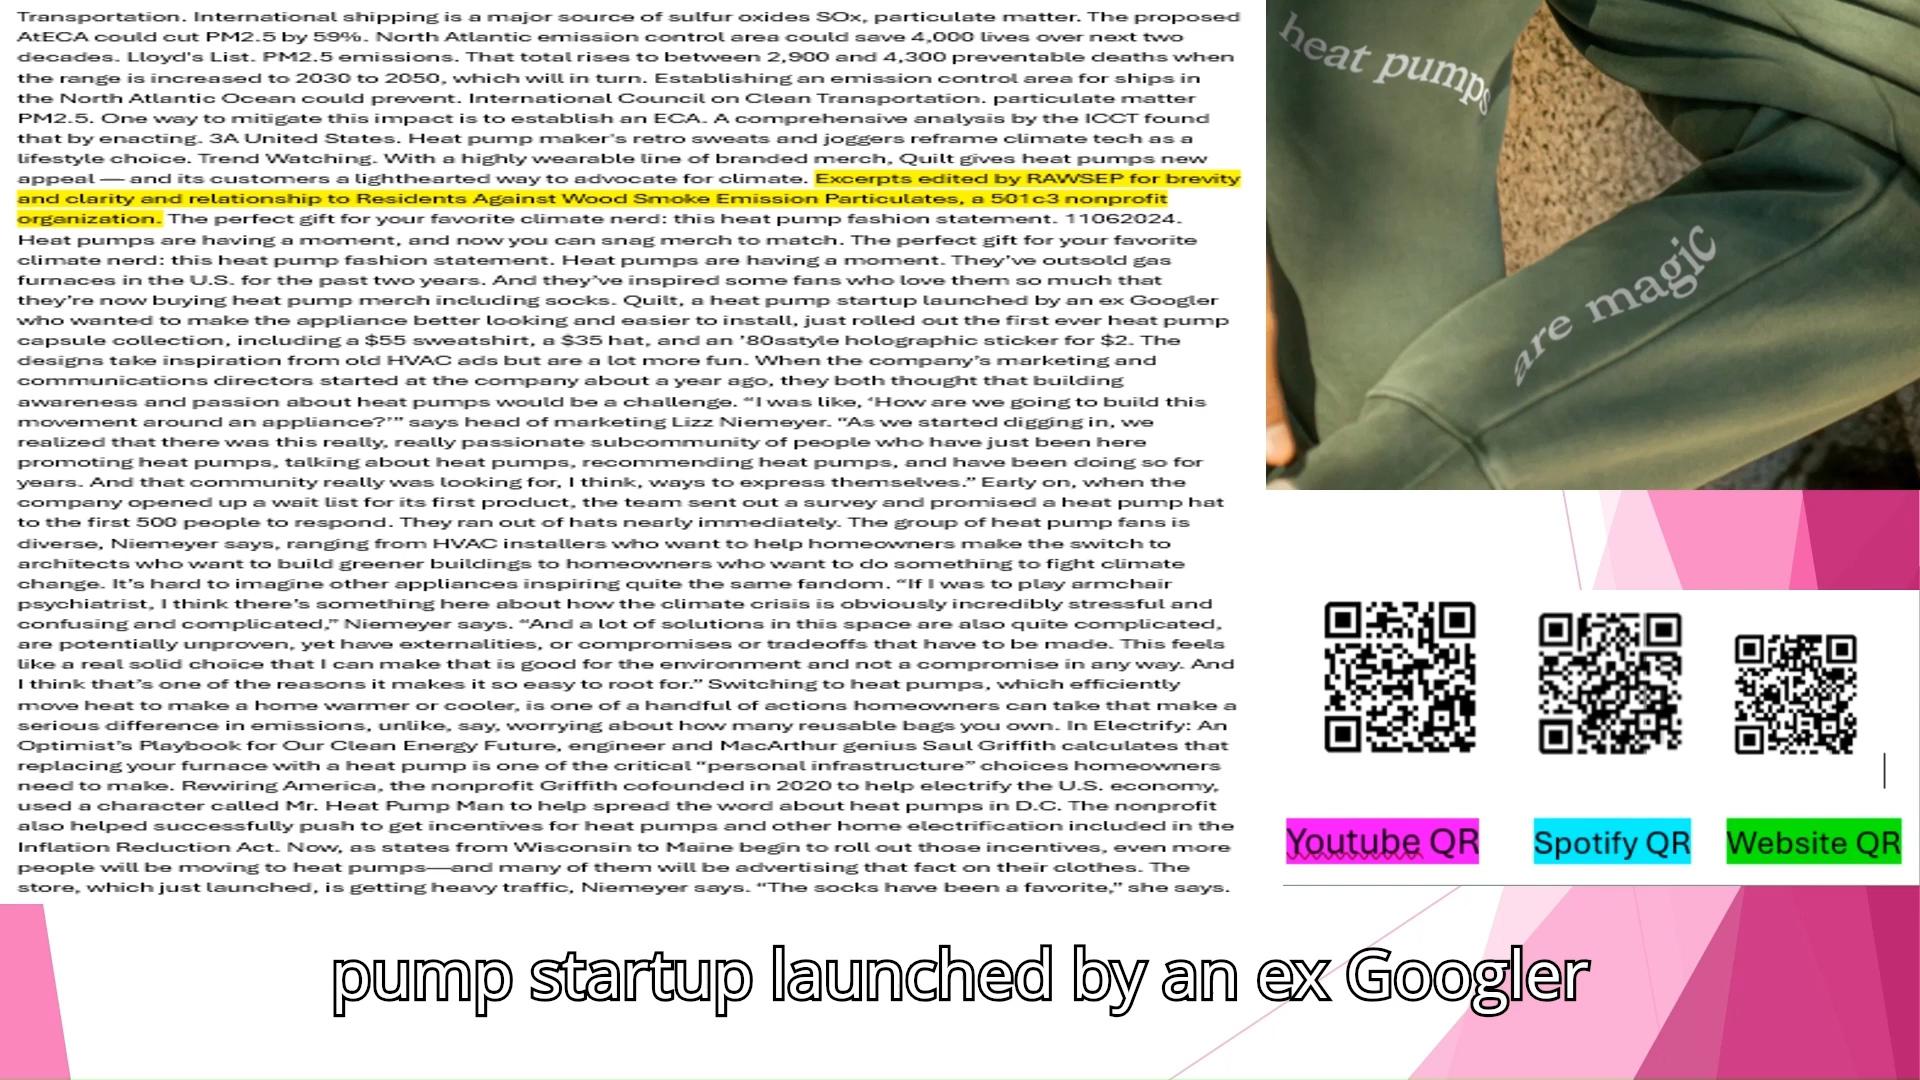 Transportation. International shipping is a major source of sulfur oxides SOx, particulate matter. The proposed
AtECA could cut PM2.5 by 59%. North Atlantic emission control area could save 4,000 lives over next two
decades. Lloyd's List. PM2.5 emissions. That total rises to between 2,900 and 4,300 preventable deaths when
the range is increased to 2030 to 2050, which will in turn. Establishing an emission control area for ships in
the North Atlantic Ocean could prevent. International Council on Clean Transportation. particulate matter
PM2.5. One way to mitigate this impact is to establish an ECA. A comprehensive analysis by the ICCT found
that by enacting. 3A United States. Heat pump maker's retro sweats and joggers reframe climate tech as a
lifestyle choice. Trend Watching. With a highly wearable line of branded merch, Quilt gives heat pumps new
appeal — and its customers a lighthearted way to advocate for climate. Excerpts edited by RAWSEP for brevity
and clarity and relationship to Residents Against Wood Smoke Emission Particulates, a 501c3 nonprofit
organization. The perfect gift for your favorite climate nerd: this heat pump fashion statement. 11062024.
Heat pumps are having a moment, and now you can snag merch to match. The perfect gift for your favorite
climate nerd: this heat pump fashion statement. Heat pumps are having a moment. They've outsold gas
furnaces in the U.S. for the past two years. And they've inspired some fans who love them so much that
they're now buying heat pump merch including socks. Quilt, a heat pump startup launched by an ex Googler
who wanted to make the appliance better looking and easier to install, just rolled out the first ever heat pump
capsule collection, including a $55 sweatshirt, a $35 hat, and an '80sstyle holographic sticker for $2. The
designs take inspiration from old HVAC ads but are a lot more fun. When the company's marketing and
communications directors started at the company about a year ago, they both thought that building
awareness and passion about heat pumps would be a challenge. “I was like, ‘How are we going to build this
movement around an appliance?’” says head of marketing Lizz Niemeyer. “As we started digging in, we
realized that there was this really, really passionate subcommunity of people who have just been here
promoting heat pumps, talking about heat pumps, recommending heat pumps, and have been doing so for
years. And that community really was looking for, I think, ways to express themselves.” Early on, when the
company opened up a wait list for its first product, the team sent out a survey and promised a heat pump hat
to the first 500 people to respond. They ran out of hats nearly immediately. The group of heat pump fans is
diverse, Niemeyer says, ranging from HVAC installers who want to help homeowners make the switch to
architects who want to build greener buildings to homeowners who want to do something to fight climate
change. It's hard to imagine other appliances inspiring quite the same fandom. “If I was to play armchair
psychiatrist, I think there's something here about how the climate crisis is obviously incredibly stressful and
confusing and complicated,” Niemeyer says. “And a lot of solutions in this space are also quite complicated,
are potentially unproven, yet have externalities, or compromises or tradeoffs that have to be made. This feels
like a real solid choice that I can make that is good for the environment and not a compromise in any way. And
I think that's one of the reasons it makes it so easy to root for.” Switching to heat pumps, which efficiently
move heat to make a home warmer or cooler, is one of a handful of actions homeowners can take that make a
serious difference in emissions, unlike, say, worrying about how many reusable bags you own. In Electrify: An
Optimist's Playbook for Our Clean Energy Future, engineer and MacArthur genius Saul Griffith calculates that
replacing your furnace with a heat pump is one of the critical “personal infrastructure” choices homeowners
need to make. Rewiring America, the nonprofit Griffith cofounded in 2020 to help electrify the U.S. economy,
used a character called Mr. Heat Pump Man to help spread the word about heat pumps in D.C. The nonprofit
also helped successfully push to get incentives for heat pumps and other home electrification included in the
Inflation Reduction Act. Now, as states from Wisconsin to Maine begin to roll out those incentives, even more
people will be moving to heat pumps—and many of them will be advertising that fact on their clothes. The
store, which just launched, is getting heavy traffic, Niemeyer says. “The socks have been a favorite,” she says.
heat pumps
are magic
Youtube QR
Spotify QR
Website QR
pump startup launched by an ex Googler